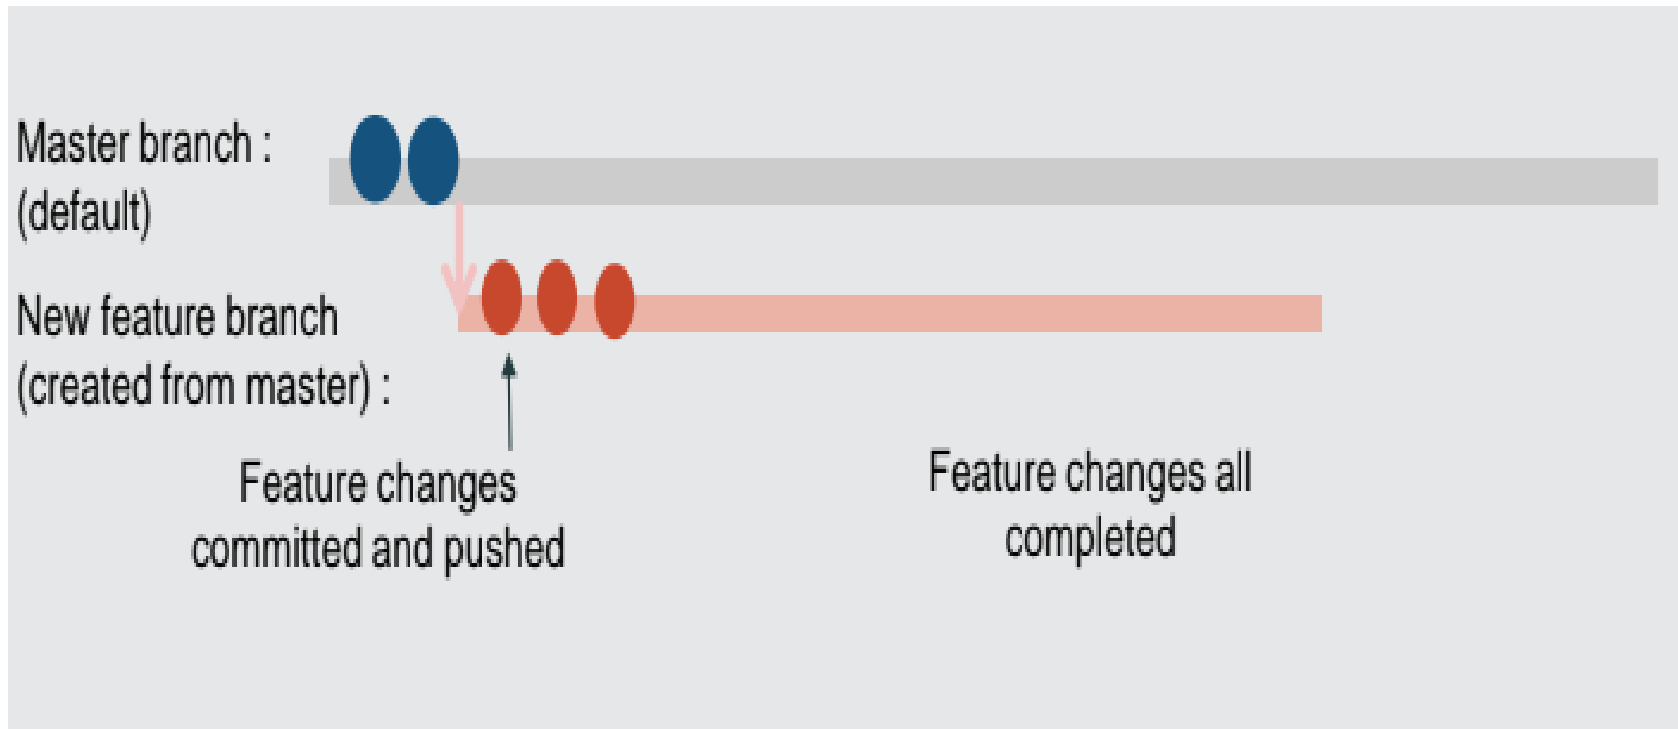 Master branch :
(default)
New feature branch
(created from master) :
Feature changes
committed and pushed
Feature changes all
completed